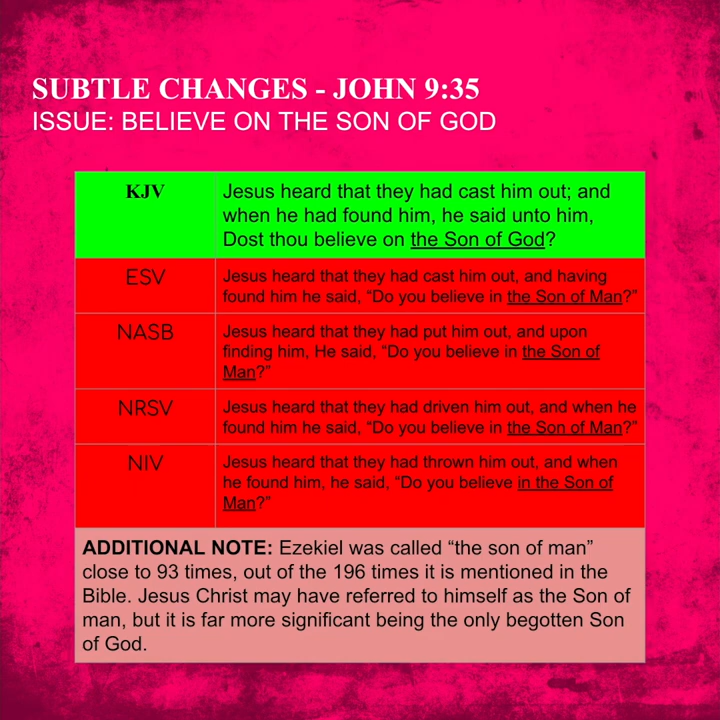 SUBTLE CHANGES - JOHN 9:35
ISSUE: BELIEVE ON THE SON OF GOD
KJV
Jesus heard that they had cast him out; and
when he had found him, he said unto him,
Dost thou believe on the Son of God?
ESV
Jesus heard that they had cast him out, and having
found him he said, “Do you believe in the Son of Man?”
NASB
Jesus heard that they had put him out, and upon
finding him, He said, “Do you believe in the Son of
Man?”
NRSV
Jesus heard that they had driven him out, and when he
found him he said, “Do you believe in the Son of Man?”
NIV
Jesus heard that they had thrown him out, and when
he found him, he said, “Do you believe in the Son of
Man?”
ADDITIONAL NOTE: Ezekiel was called “the son of man”
close to 93 times, out of the 196 times it is mentioned in the
Bible. Jesus Christ may have referred to himself as the Son of
man, but it is far more significant being the only begotten Son
of God.